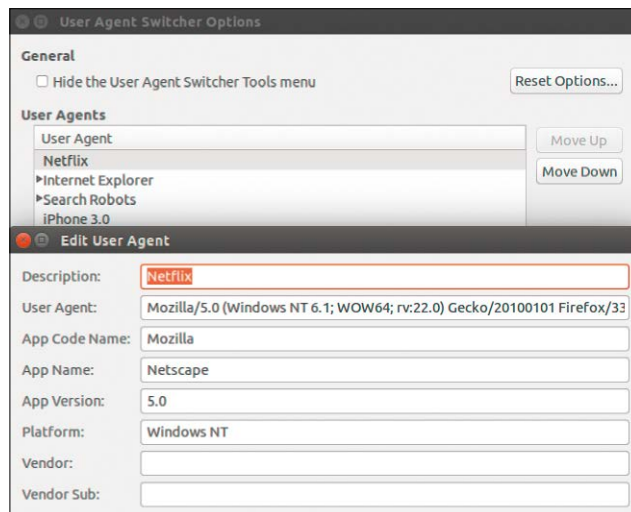 User Agent Switcher Options
General
Hide the User Agent Switcher Tools menu
Reset Options...
User Agents
User Agent
Move Up
Netflix
Internet Explorer
Move Down
Search Robots
iPhone 3.0
Edit User Agent
Description: Netflix
User Agent: Mozilla/5.0 (Windows NT 6.1; WOW64; rv:22.0) Gecko/20100101 Firefox/33
App Code Name: Mozilla
App Name: Netscape
App Version: 5.0
Platform: Windows NT
Vendor:
Vendor Sub: